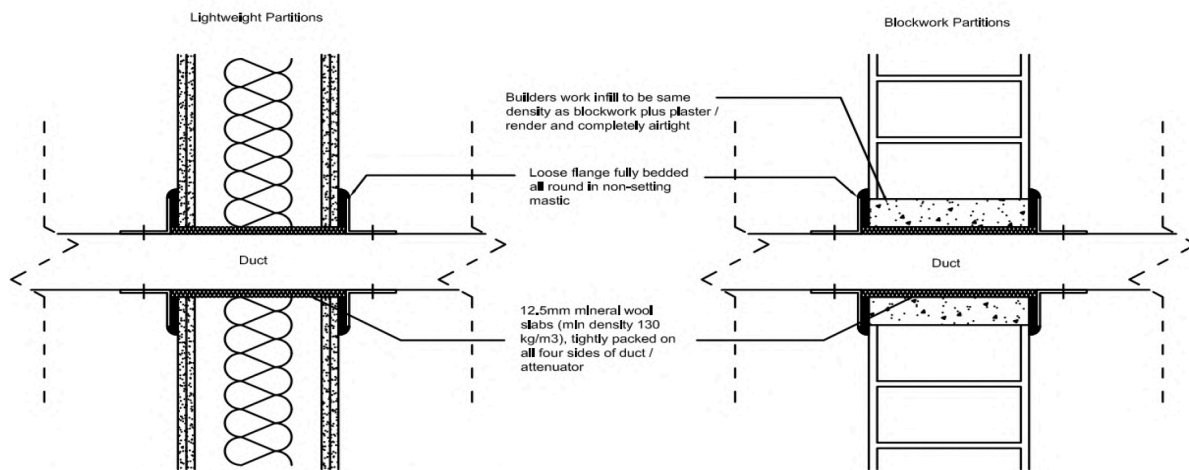 Lightweight Partitions
Blockwork Partitions
Builders work infill to be same
density as blockwork plus plaster /
render and completely airtight
Loose flange fully bedded
all round in non-setting
mastic
Duct
Duct
12.5mm mineral wool
slabs (min density 130
kg/m3), tightly packed on
all four sides of duct /
attenuator